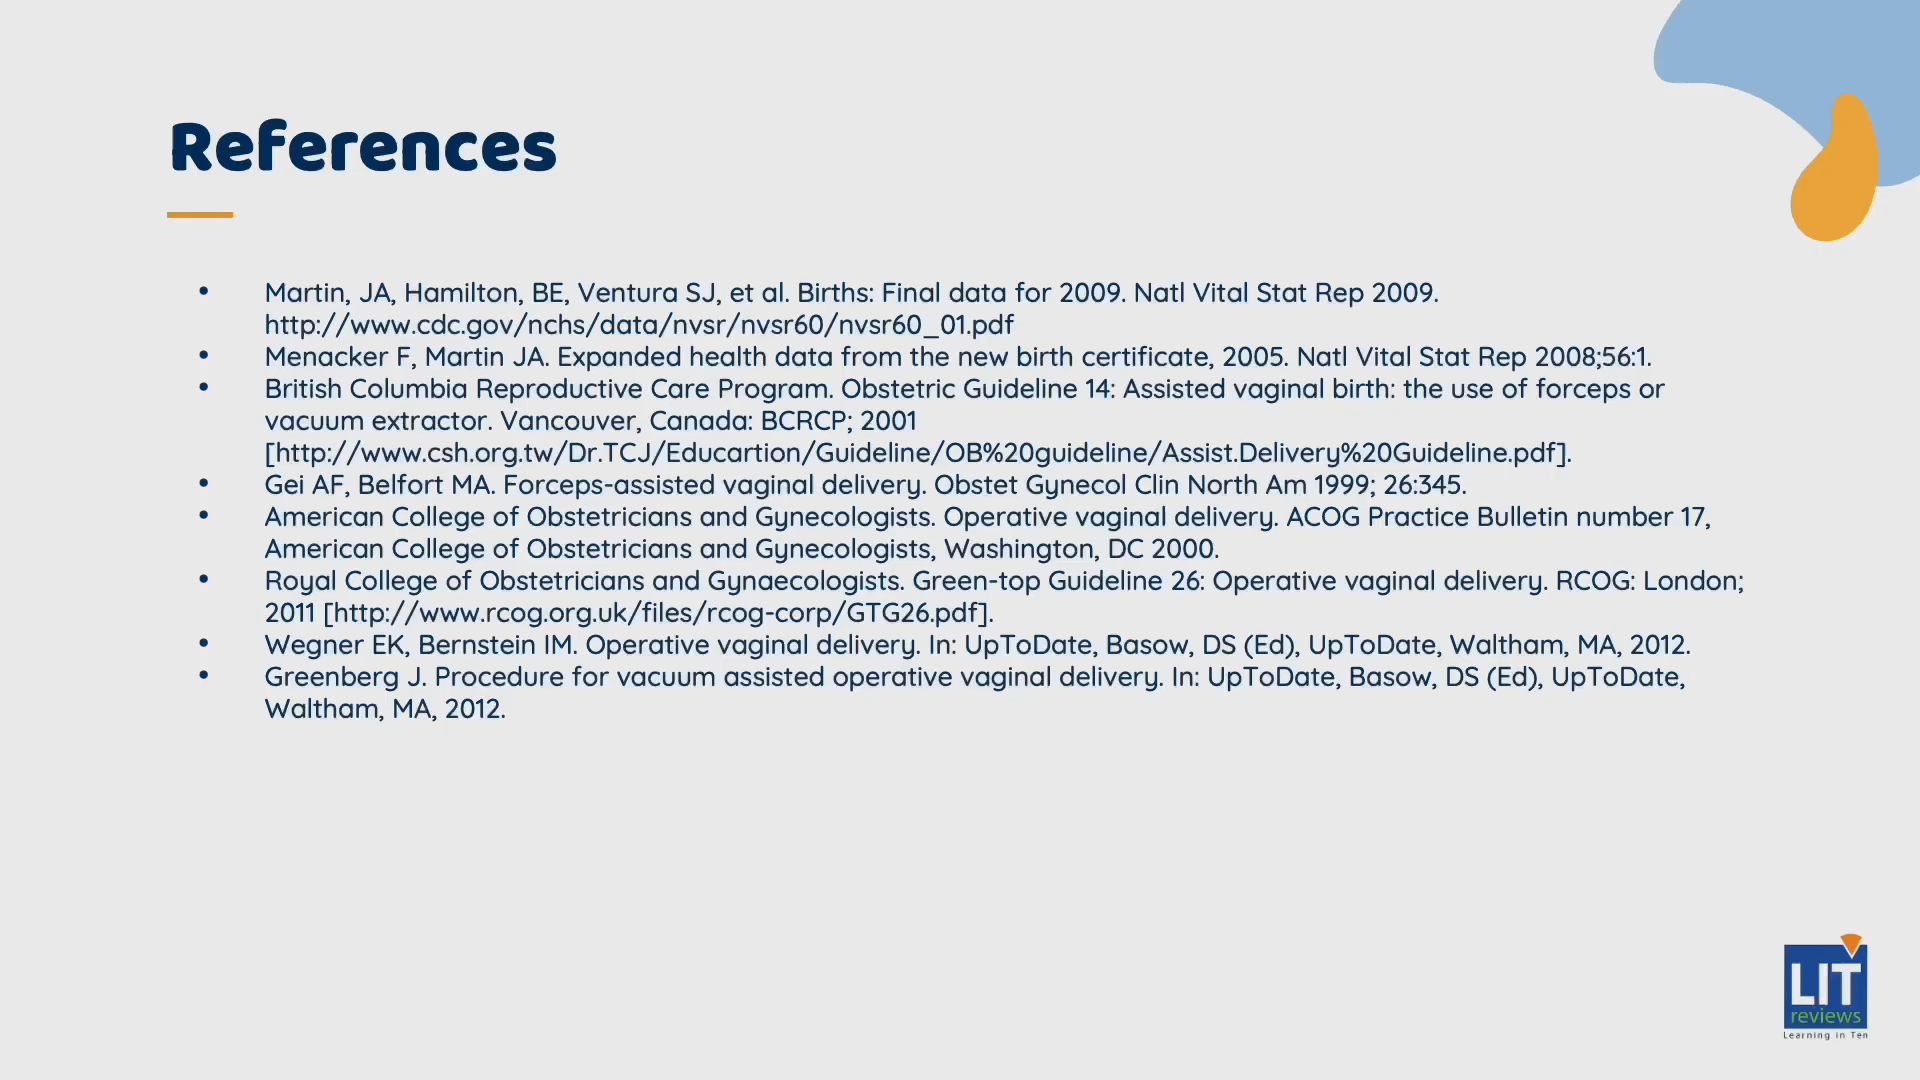 References
• Martin, JA, Hamilton, BE, Ventura SJ, et al. Births: Final data for 2009. Natl Vital Stat Rep 2009.
http://www.cdc.gov/nchs/data/nvsr/nvsr60/nvsr60_01.pdf
• Menacker F, Martin JA. Expanded health data from the new birth certificate, 2005. Natl Vital Stat Rep 2008;56:1.
• British Columbia Reproductive Care Program. Obstetric Guideline 14: Assisted vaginal birth: the use of forceps or
vacuum extractor. Vancouver, Canada: BCRCP; 2001
[http://www.csh.org.tw/Dr.TCJ/Educartion/Guideline/OB%20guideline/Assist.Delivery%20Guideline.pdf].
• Gei AF, Belfort MA. Forceps-assisted vaginal delivery. Obstet Gynecol Clin North Am 1999; 26:345.
• American College of Obstetricians and Gynecologists. Operative vaginal delivery. ACOG Practice Bulletin number 17,
American College of Obstetricians and Gynecologists, Washington, DC 2000.
• Royal College of Obstetricians and Gynaecologists. Green-top Guideline 26: Operative vaginal delivery. RCOG: London;
2011 [http://www.rcog.org.uk/files/rcog-corp/GTG26.pdf].
• Wegner EK, Bernstein IM. Operative vaginal delivery. In: UpToDate, Basow, DS (Ed), UpToDate, Waltham, MA, 2012.
• Greenberg J. Procedure for vacuum assisted operative vaginal delivery. In: UpToDate, Basow, DS (Ed), UpToDate,
Waltham, MA, 2012.
LIT
reviews
Learning in Ten